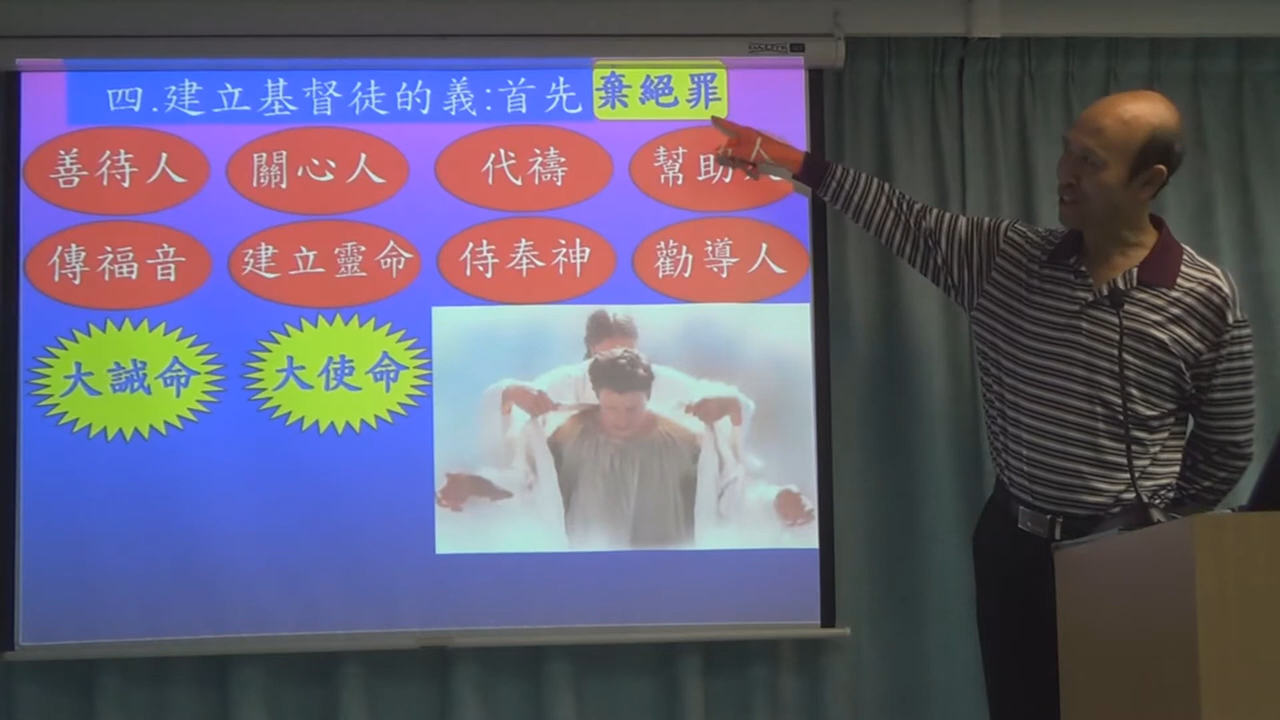 四.建立基督徒的義:首先棄絕罪
善待人 關心人 代禱 幫助人
傳福音 建立靈命 侍奉神 勸導人
大誡命 大使命